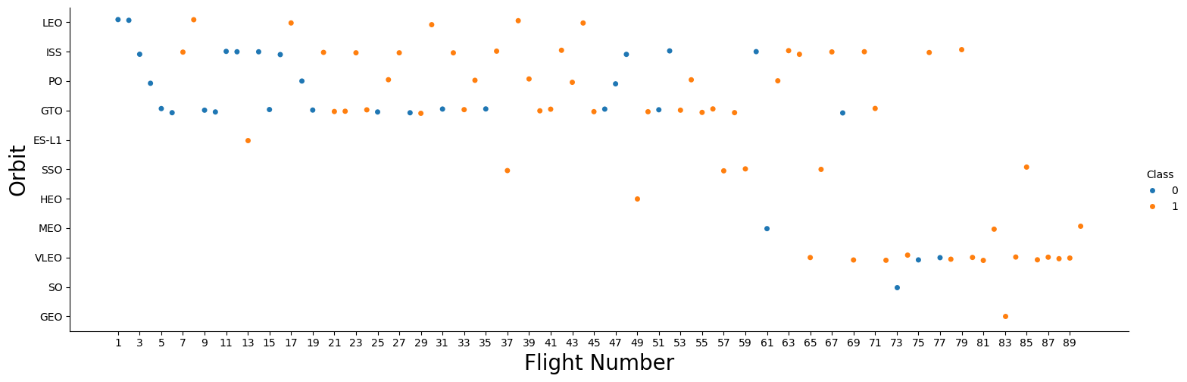 LEO
ISS
PO
GTO
ES-L1
SSO
HEO
MEO
VLEO
SO
GEO
Orbit
1 3 5 7 9 11 13 15 17 19 21 23 25 27 29 31 33 35 37 39 41 43 45 47 49 51 53 55 57 59 61 63 65 67 69 71 73 75 77 79 81 83 85 87 89
Flight Number
Class
0
1